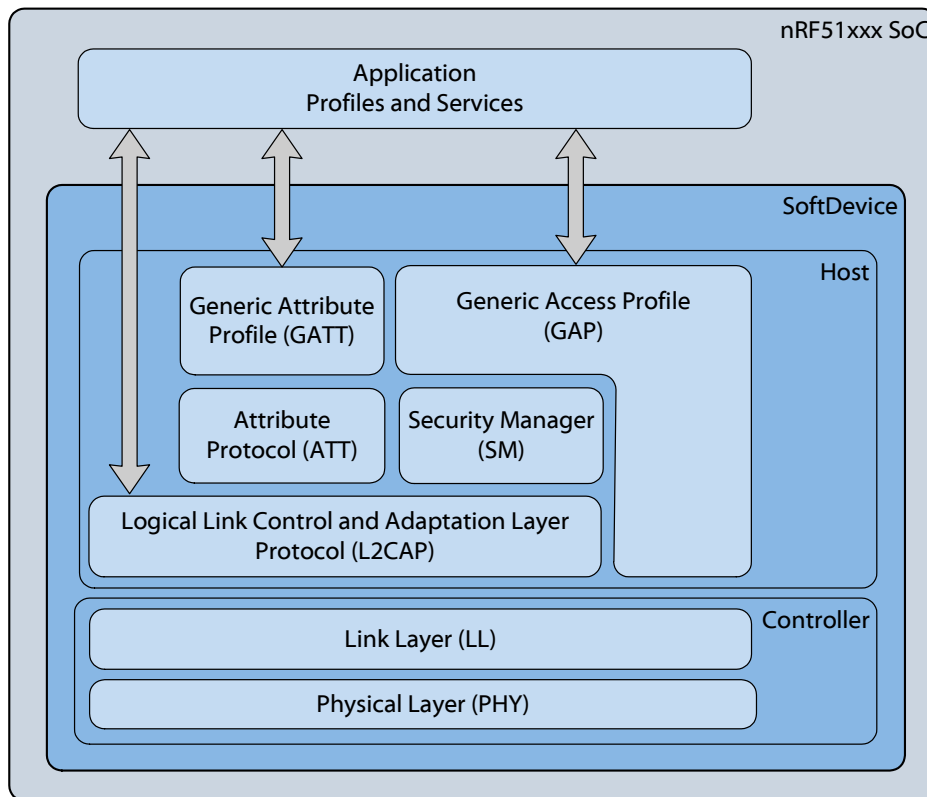 nRF51xxx SoC
Application
Profiles and Services
SoftDevice
Host
Generic Attribute
Profile (GATT)
Generic Access Profile
(GAP)
Attribute
Protocol (ATT)
Security Manager
(SM)
Logical Link Control and Adaptation Layer
Protocol (L2CAP)
Controller
Link Layer (LL)
Physical Layer (PHY)